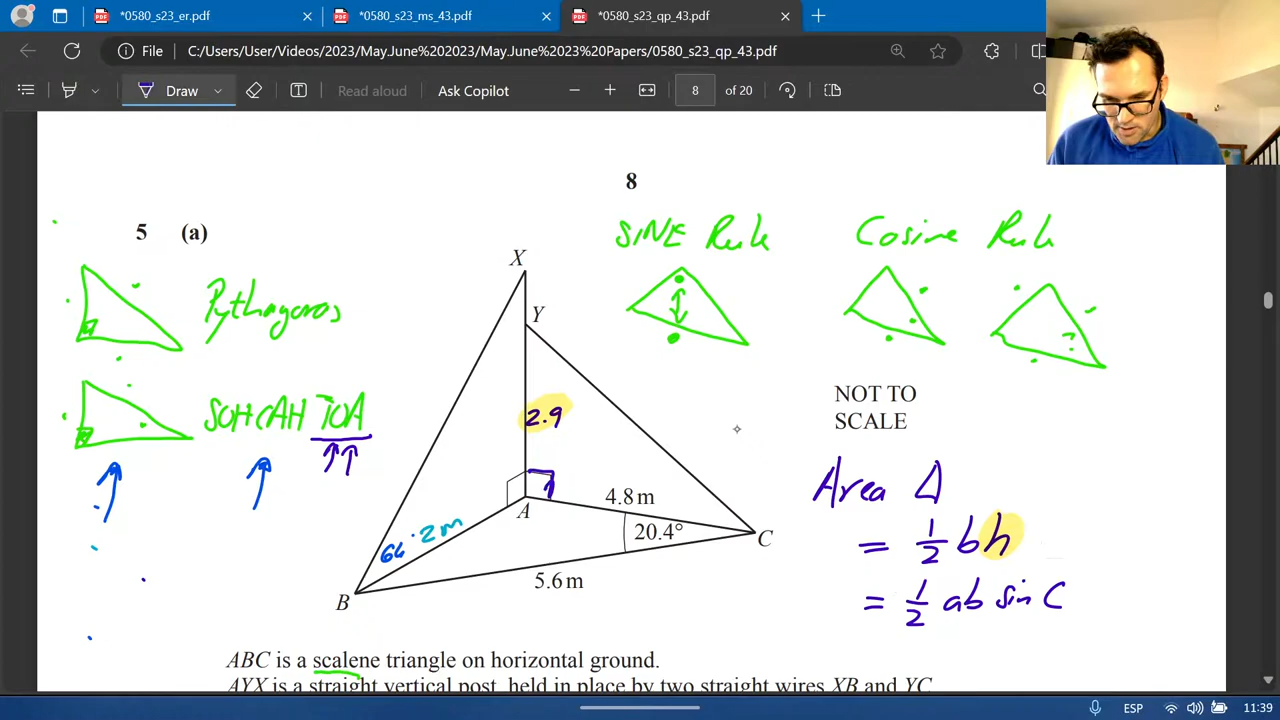 *0580_s23_er.pdf
*0580_s23_ms_43.pdf
*0580_s23_qp_43.pdf
File
C:/Users/User/Videos/2023/May.June%202023/May.June%2023%20Papers/0580_s23_qp_43.pdf
Draw
Read aloud
Ask Copilot
8 of 20
8
5 (a)
SINE Rule
Cosine Rule
Pythagoras
SOHCAH TOA
X
Y
2.9
NOT TO
SCALE
Area Δ
= 1/2 bh
= 1/2 ab sin C
A
4.8 m
20.4°
C
2m
5.6 m
B
ABC is a scalene triangle on horizontal ground.
AYX is a straight vertical post, held in place by two straight wires XB and YC
ESP
11:39